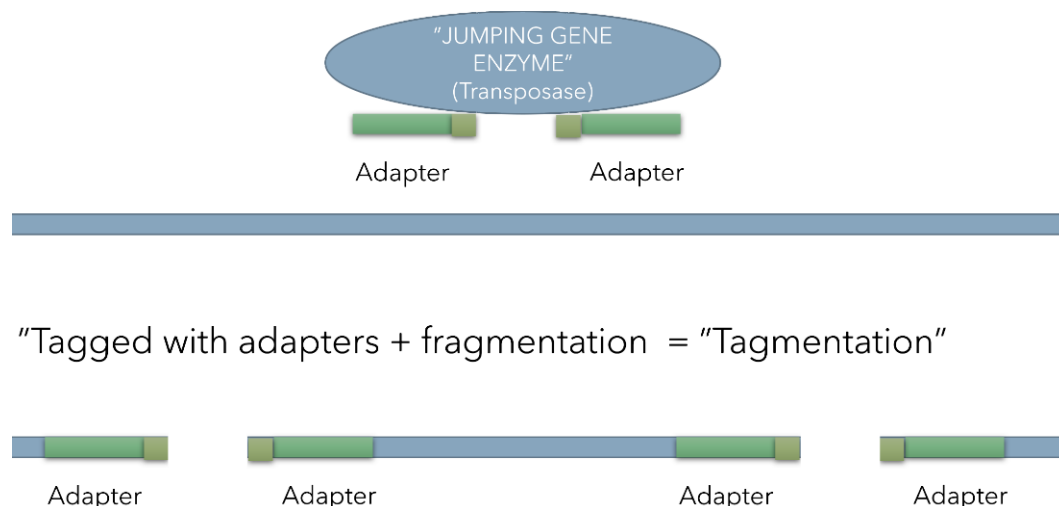 "JUMPING GENE
ENZYME"
(Transposase)
Adapter Adapter
"Tagged with adapters + fragmentation = "Tagmentation"
Adapter Adapter Adapter Adapter